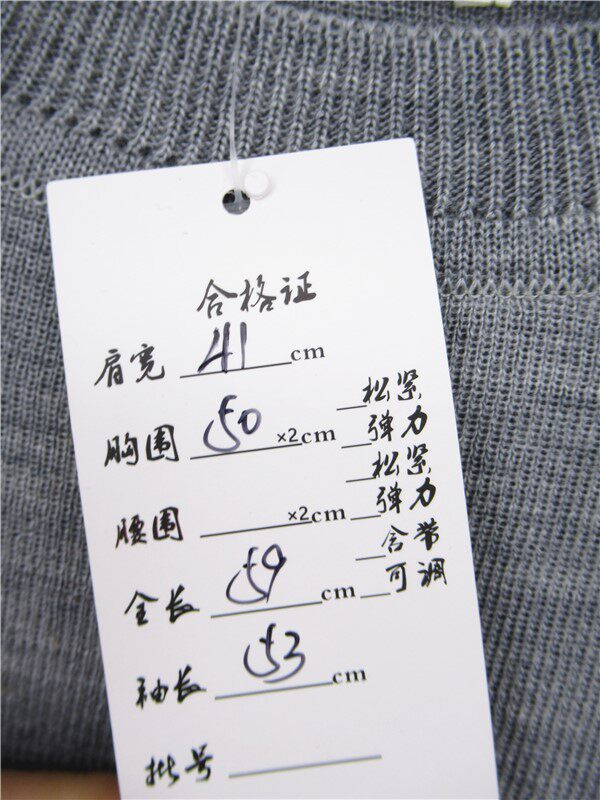 合格证
肩宽 41 cm
胸围 50 ×2cm 松紧 弹力
腰围 ×2cm 松紧 弹力
全长 59 cm 含带 可调
袖长 53 cm
批号